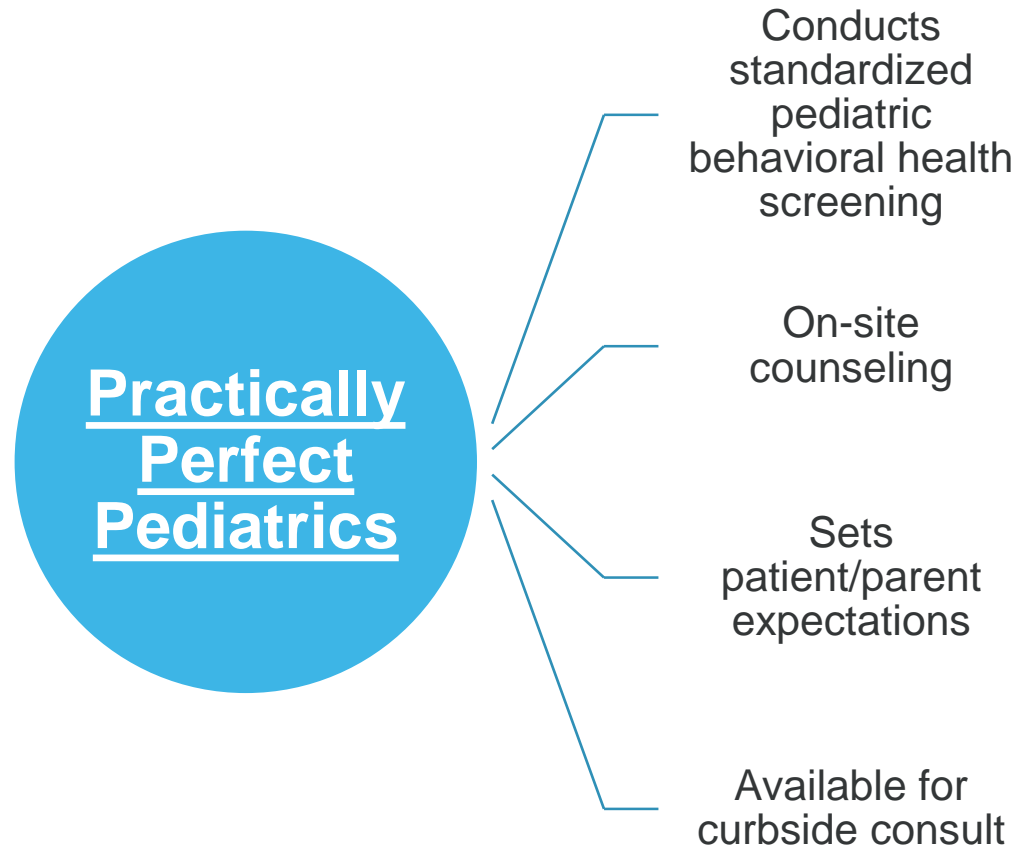 Practically
Perfect
Pediatrics
Conducts
standardized
pediatric
behavioral health
screening
On-site
counseling
Sets
patient/parent
expectations
Available for
curbside consult